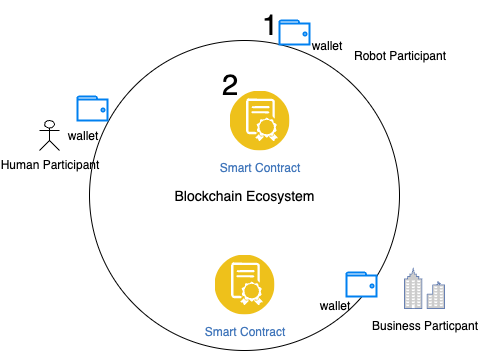 1
wallet
Robot Participant
2
wallet
Human Participant
Smart Contract
Blockchain Ecosystem
wallet
Business Particpant
Smart Contract